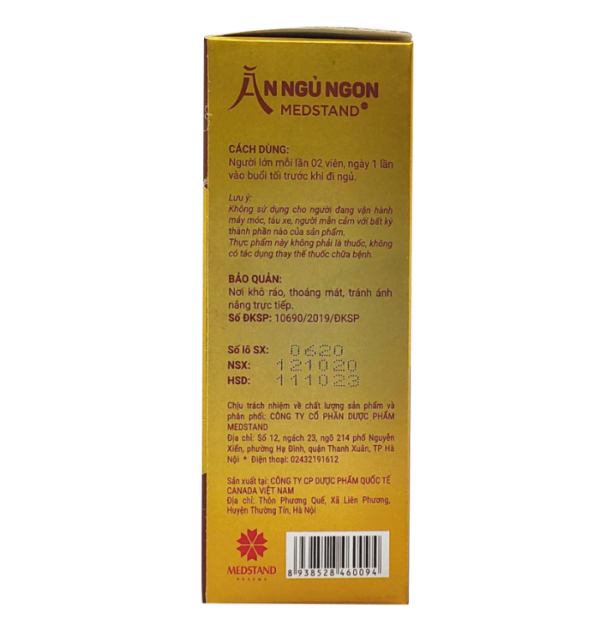 ĂN NGỦ NGON
MEDSTAND
CÁCH DÙNG:
Người lớn mỗi lần 02 viên, ngày 1 lần
vào buổi tối trước khi đi ngủ.
Lưu ý:
Không sử dụng cho người đang vận hành
máy móc, tàu xe, người mẫn cảm với bất kỳ
thành phần nào của sản phẩm.
Thực phẩm này không phải là thuốc, không
có tác dụng thay thế thuốc chữa bệnh.
BẢO QUẢN:
Nơi khô ráo, thoáng mát, tránh ánh
nắng trực tiếp.
Số ĐKSP: 10690/2019/ĐKSP
Số lô SX: 0620
NSX: 121020
HSD: 111023
Chịu trách nhiệm về chất lượng sản phẩm và
phân phối: CÔNG TY CỔ PHẦN DƯỢC PHẨM
MEDSTAND
Địa chỉ: Số 12, ngách 23, ngõ 214 phố Nguyễn
Xiển, phường Hạ Đình, quận Thanh Xuân, TP Hà
Nội * Điện thoại: 02432191612
Sản xuất tại: CÔNG TY CP DƯỢC PHẨM QUỐC TẾ
CANADA VIỆT NAM
Địa chỉ: Thôn Phương Quế, Xã Liên Phương,
Huyện Thường Tín, Hà Nội
MEDSTAND
PHARMA
8 938528 460094